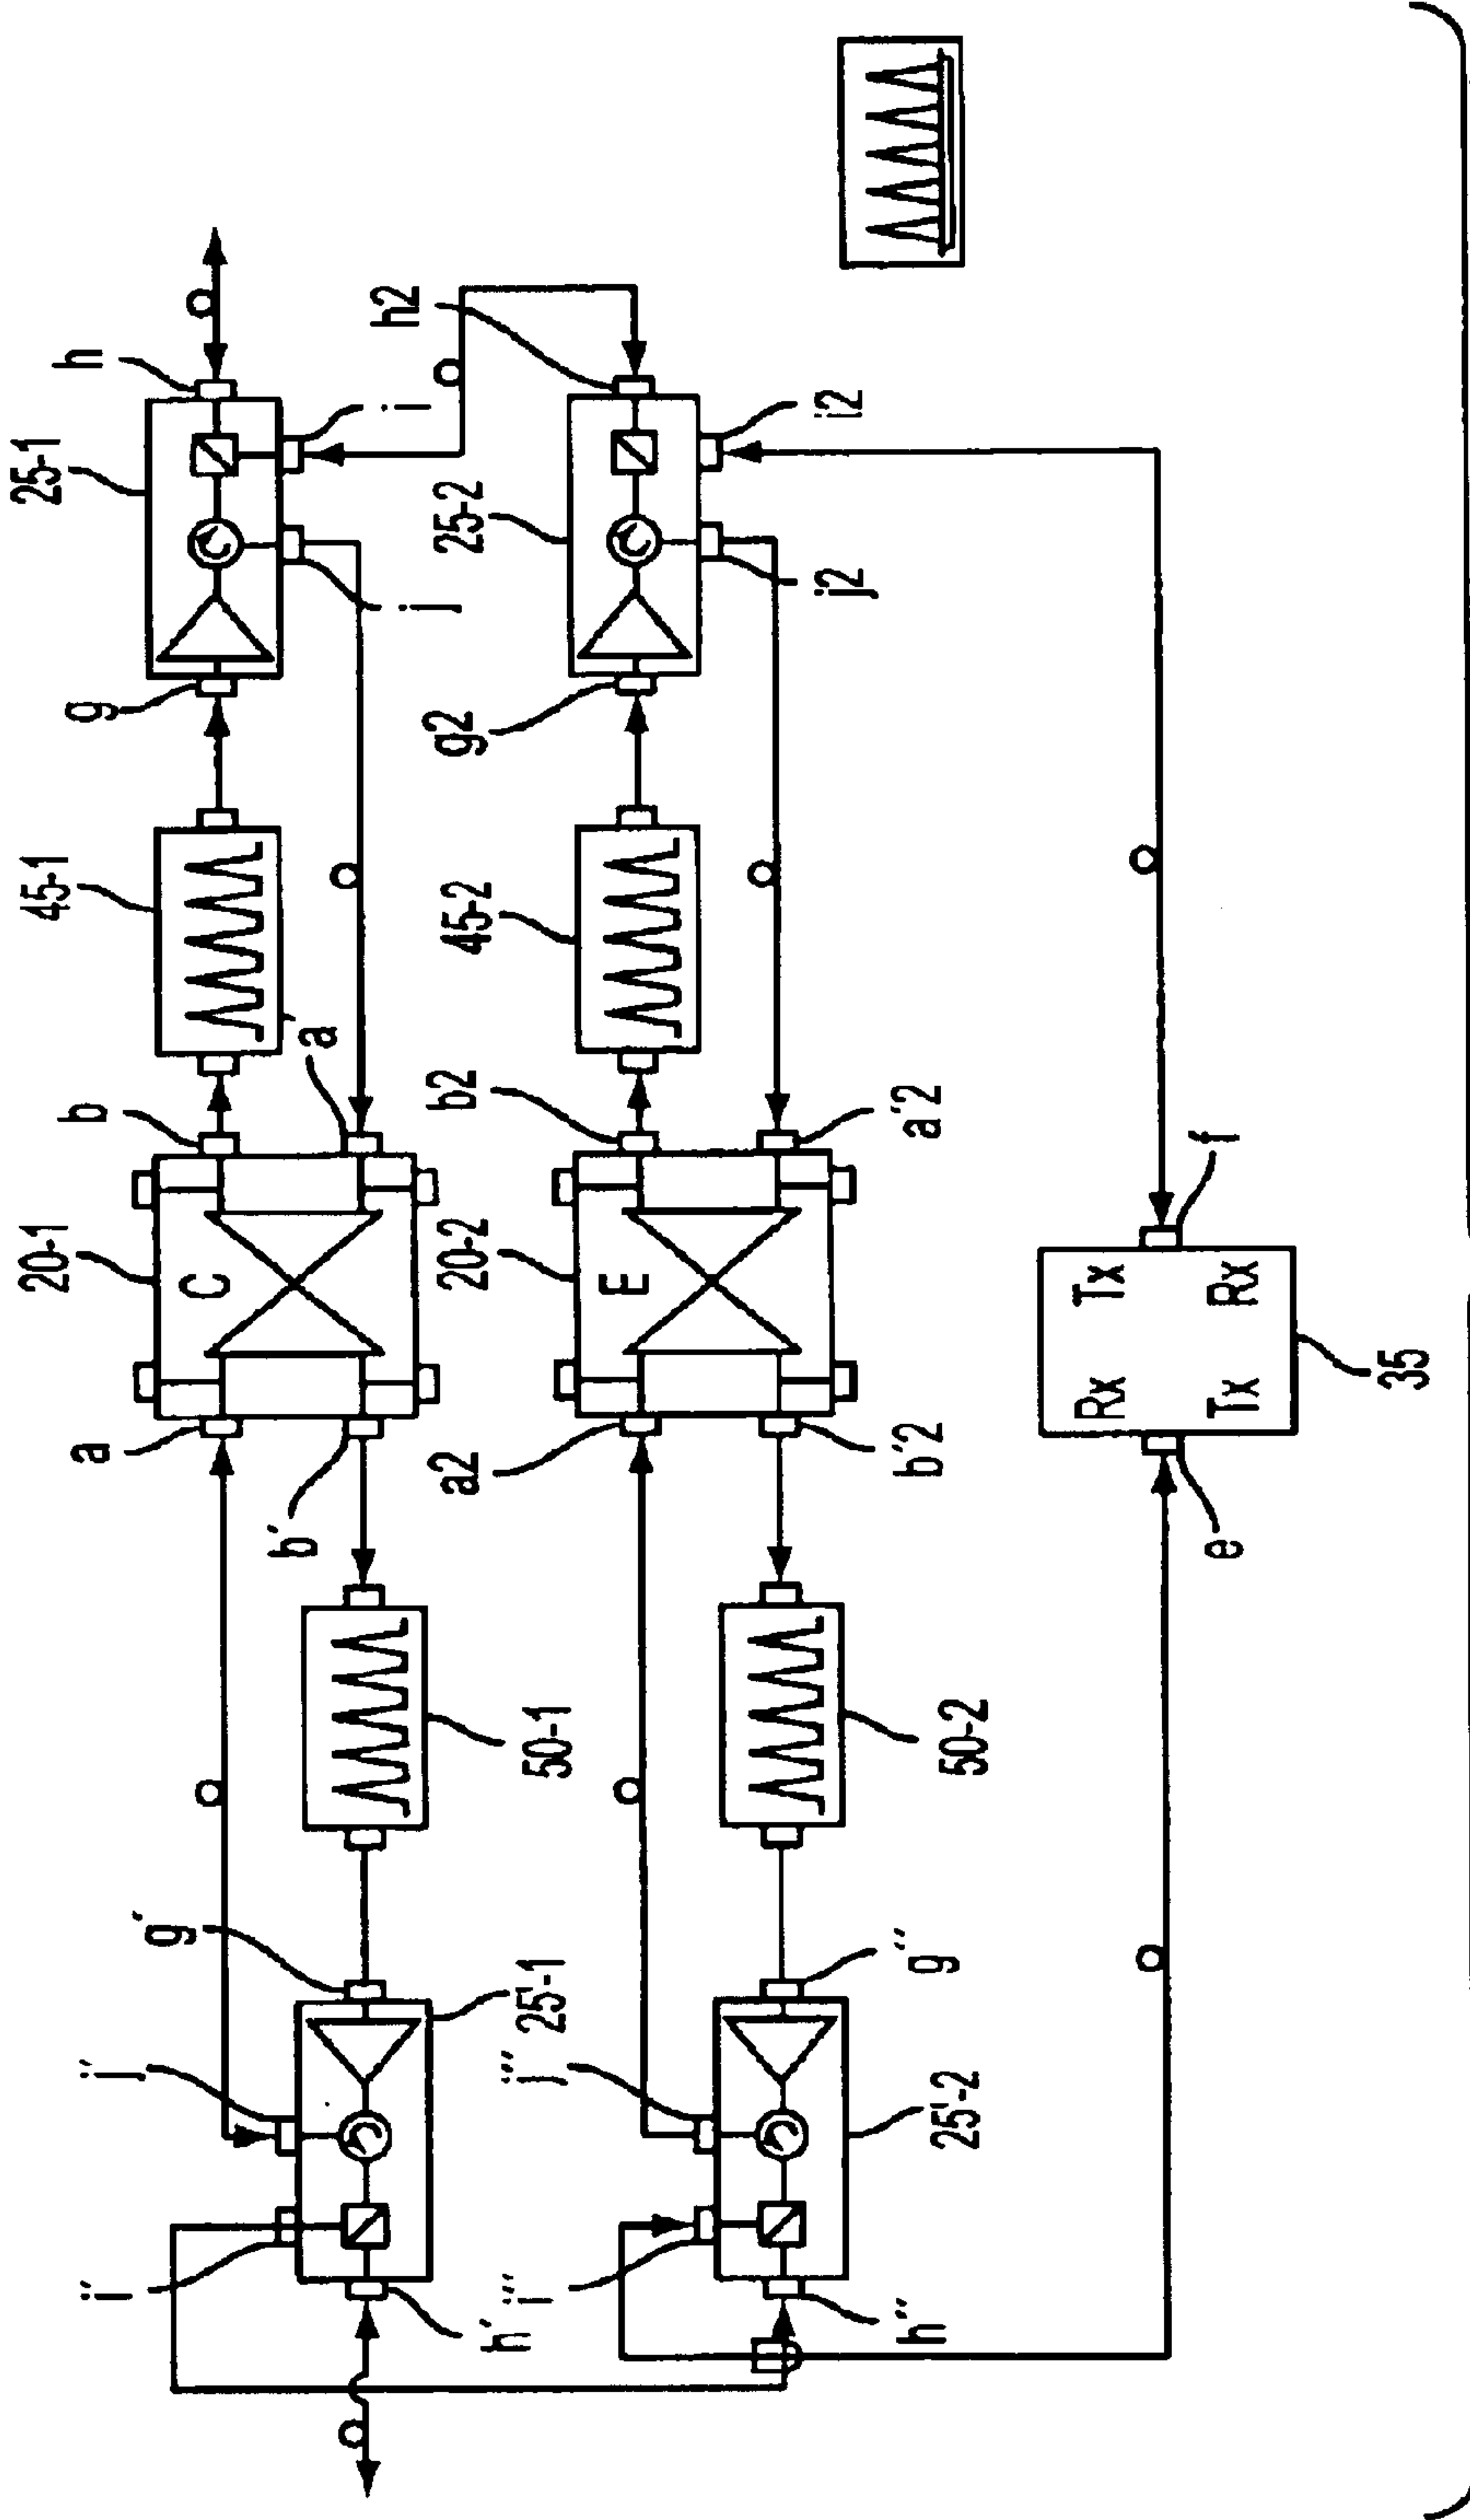 20-1
45-1
25-1
i'
j'
a
b
g
h
g'
C
b'
a
h2
i
j
a2
20-2
b2
45-2
g2
25-2
h'
i''
j''
25'-1
50-1
E
j2
i2
h''
g''
25'-2
50-2
b'2
a'2
Rx Tx
Tx Rx
e
f
35